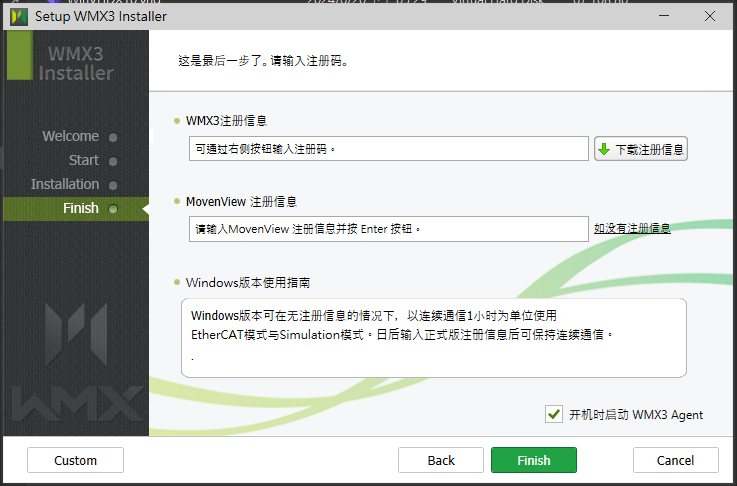 Setup WMX3 Installer
WMX3
Installer
这是最后一步了。请输入注册码。
Welcome
Start
Installation
Finish
WMX3注册信息
可通过右侧按钮输入注册码。
下载注册信息
MovenView 注册信息
请输入MovenView 注册信息并按 Enter 按钮。
如没有注册信息
Windows版本使用指南
Windows版本可在无注册信息的情况下，以连续通信1小时为单位使用
EtherCAT模式与Simulation模式。日后输入正式版注册信息后可保持连续通信。
.
WMX
开机时启动 WMX3 Agent
Custom
Back
Finish
Cancel